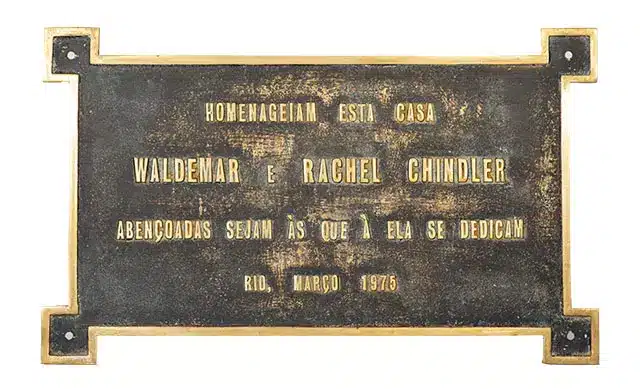 HOMENAGEIAM ESTA CASA
WALDEMAR E RACHEL CHINDLER
ABENÇOADAS SEJAM ÀS QUE À ELA SE DEDICAM
RIO, MARÇO 1975